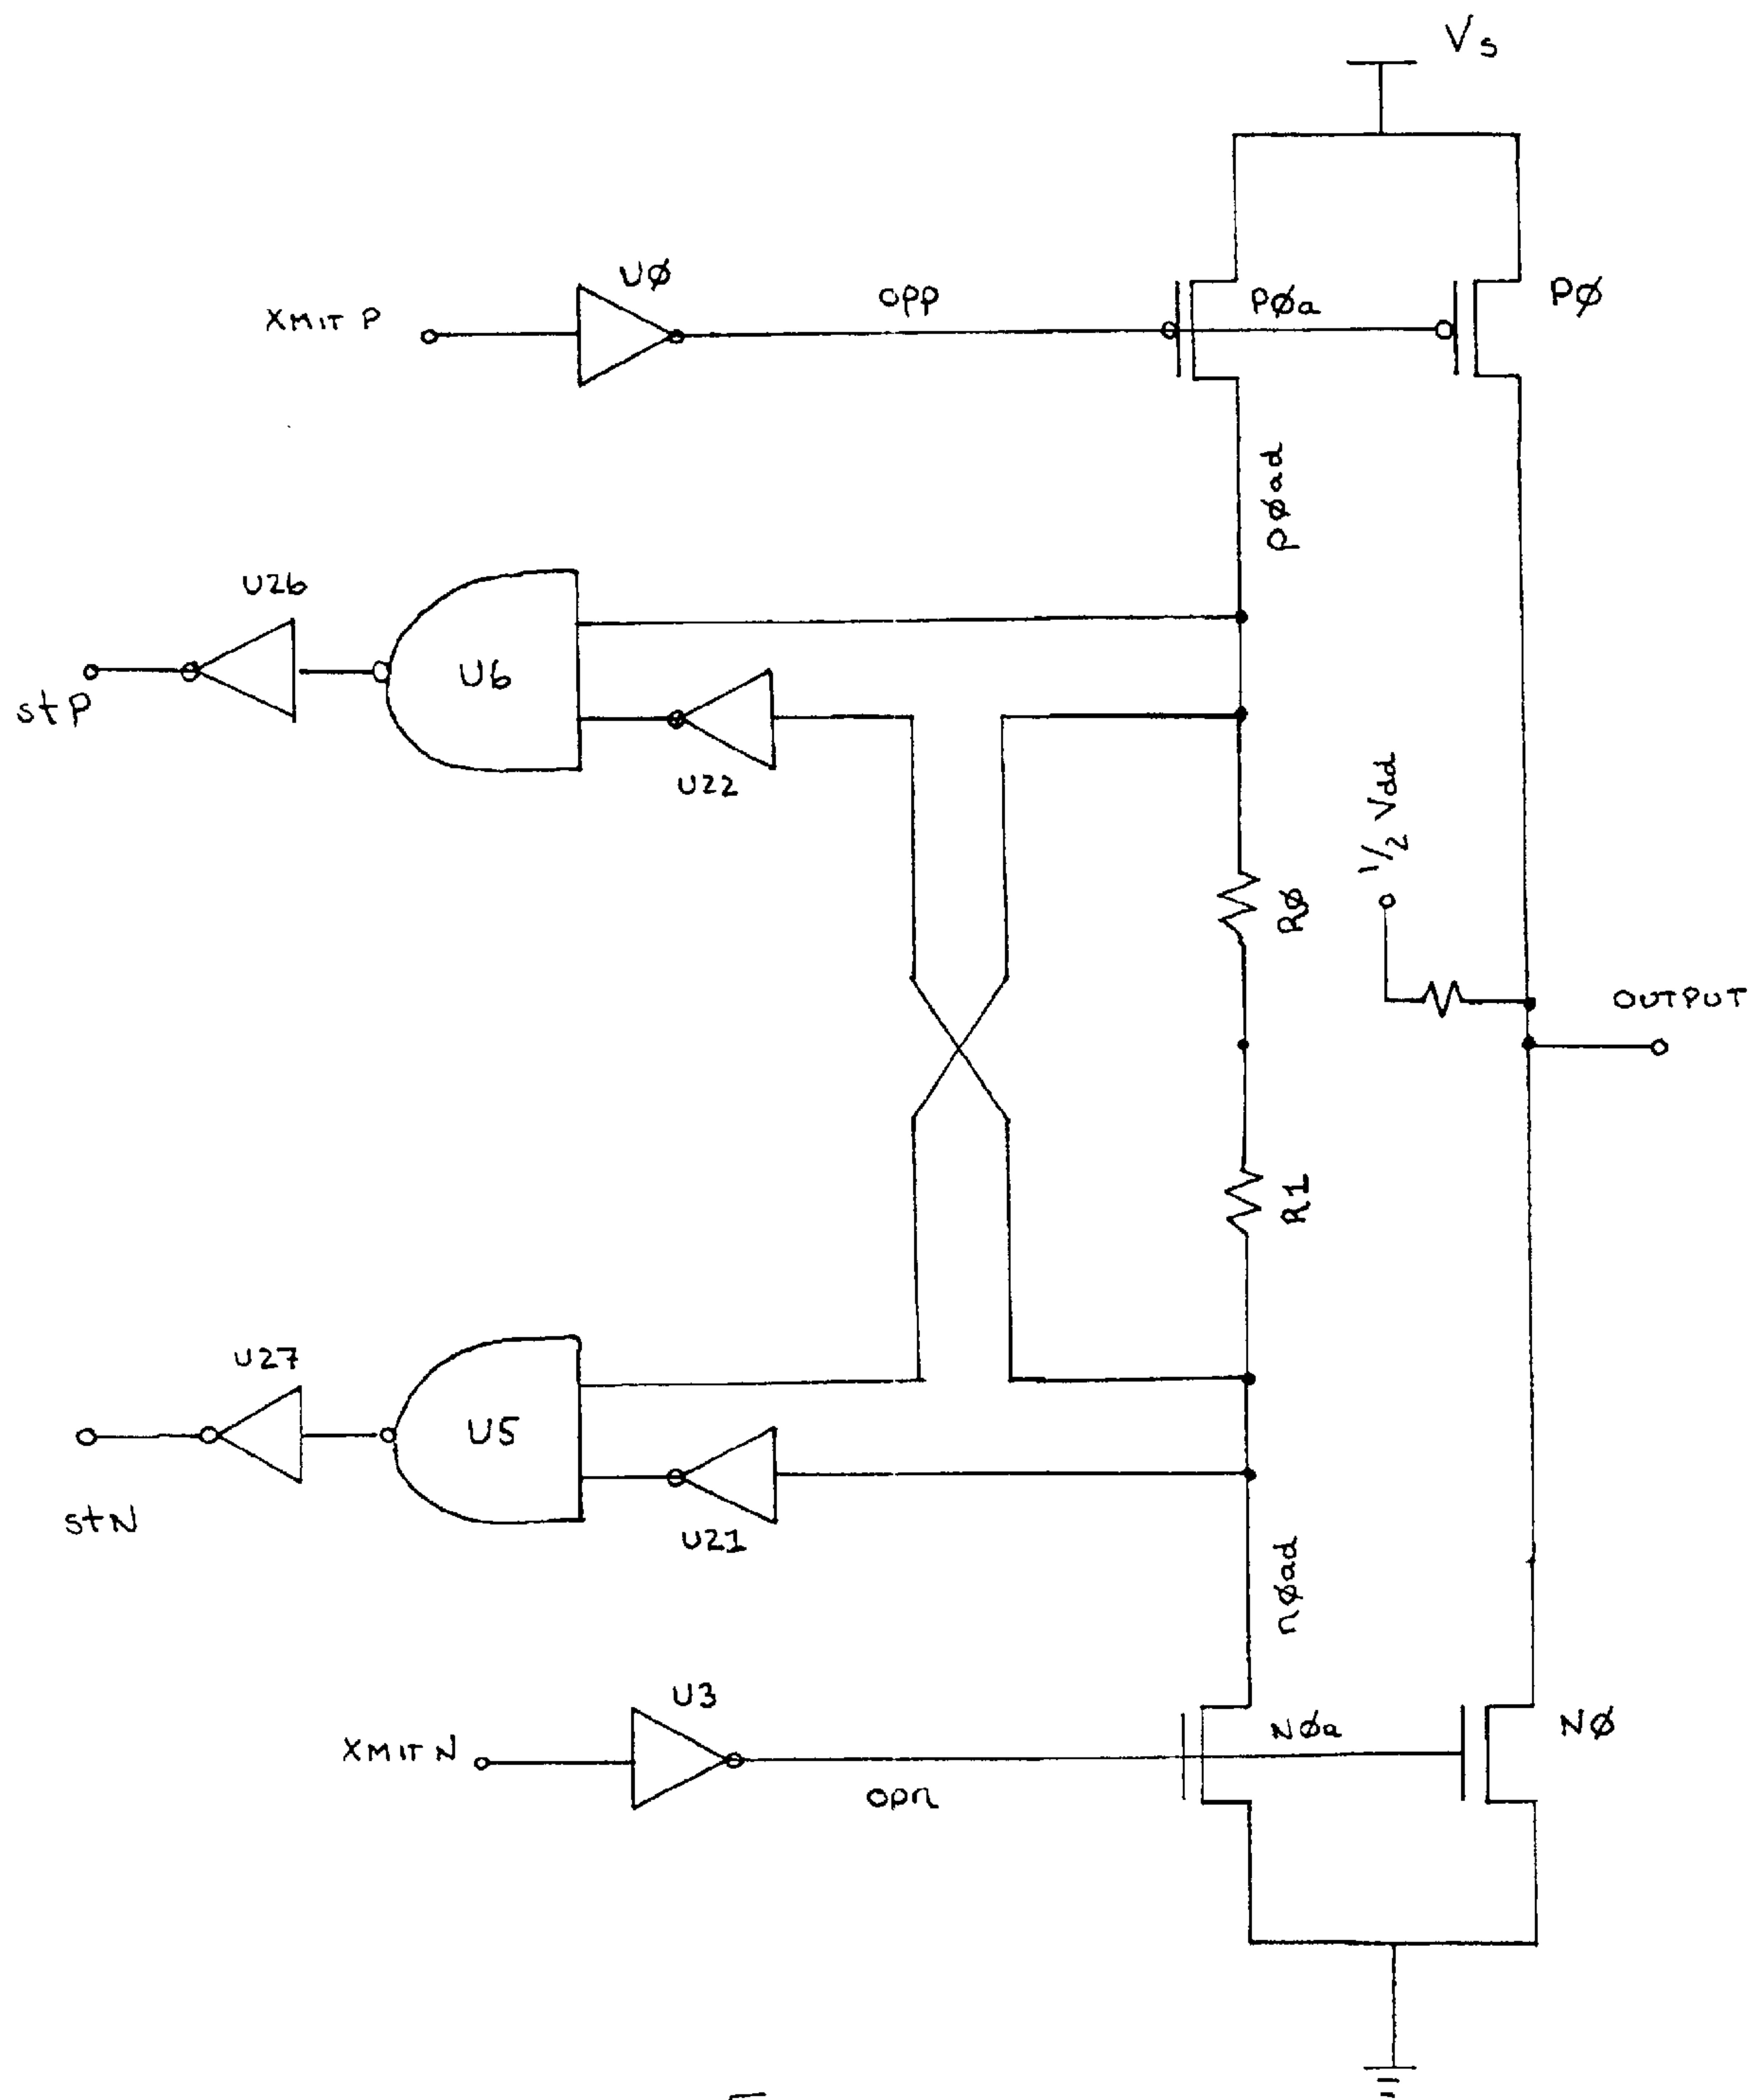 Vs
UØ
XMIT P
opp
PØa
PØ
pØad
U26
U6
stP
U22
1/2 Vdd
RØ
OUTPUT
R1
U27
U5
stN
U21
nØad
U3
XMIT N
opn
NØa
NØ